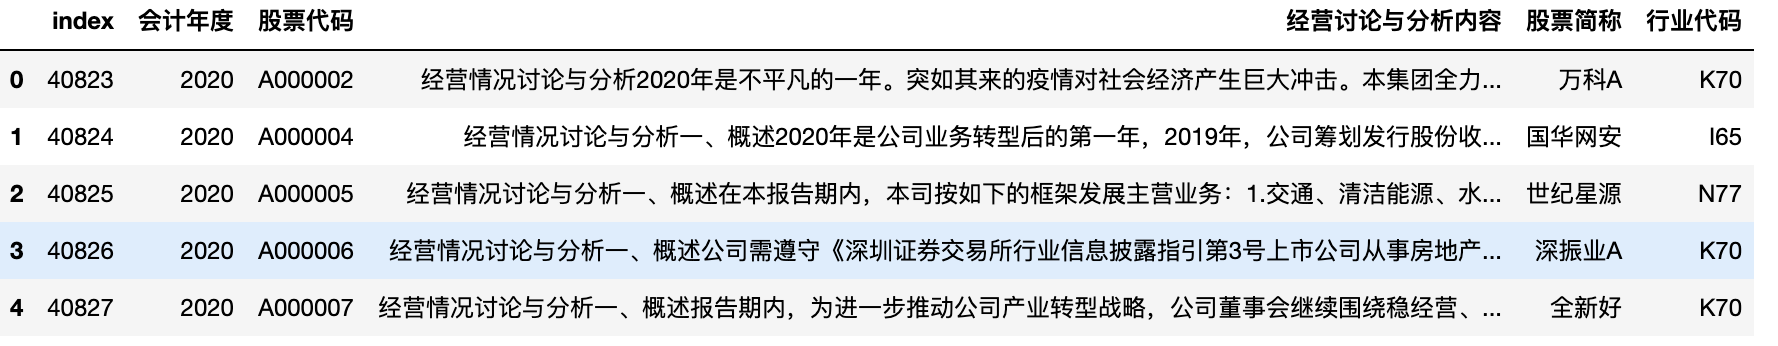 index 会计年度 股票代码 经营讨论与分析内容 股票简称 行业代码
0 40823 2020 A000002 经营情况讨论与分析2020年是不平凡的一年。突如其来的疫情对社会经济产生巨大冲击。本集团全力... 万科A K70
1 40824 2020 A000004 经营情况讨论与分析一、概述2020年是公司业务转型后的第一年，2019年，公司筹划发行股份收... 国华网安 I65
2 40825 2020 A000005 经营情况讨论与分析一、概述在本报告期内，本司按如下的框架发展主营业务：1.交通、清洁能源、水... 世纪星源 N77
3 40826 2020 A000006 经营情况讨论与分析一、概述公司需遵守《深圳证券交易所行业信息披露指引第3号上市公司从事房地产... 深振业A K70
4 40827 2020 A000007 经营情况讨论与分析一、概述报告期内，为进一步推动公司产业转型战略，公司董事会继续围绕稳经营、... 全新好 K70